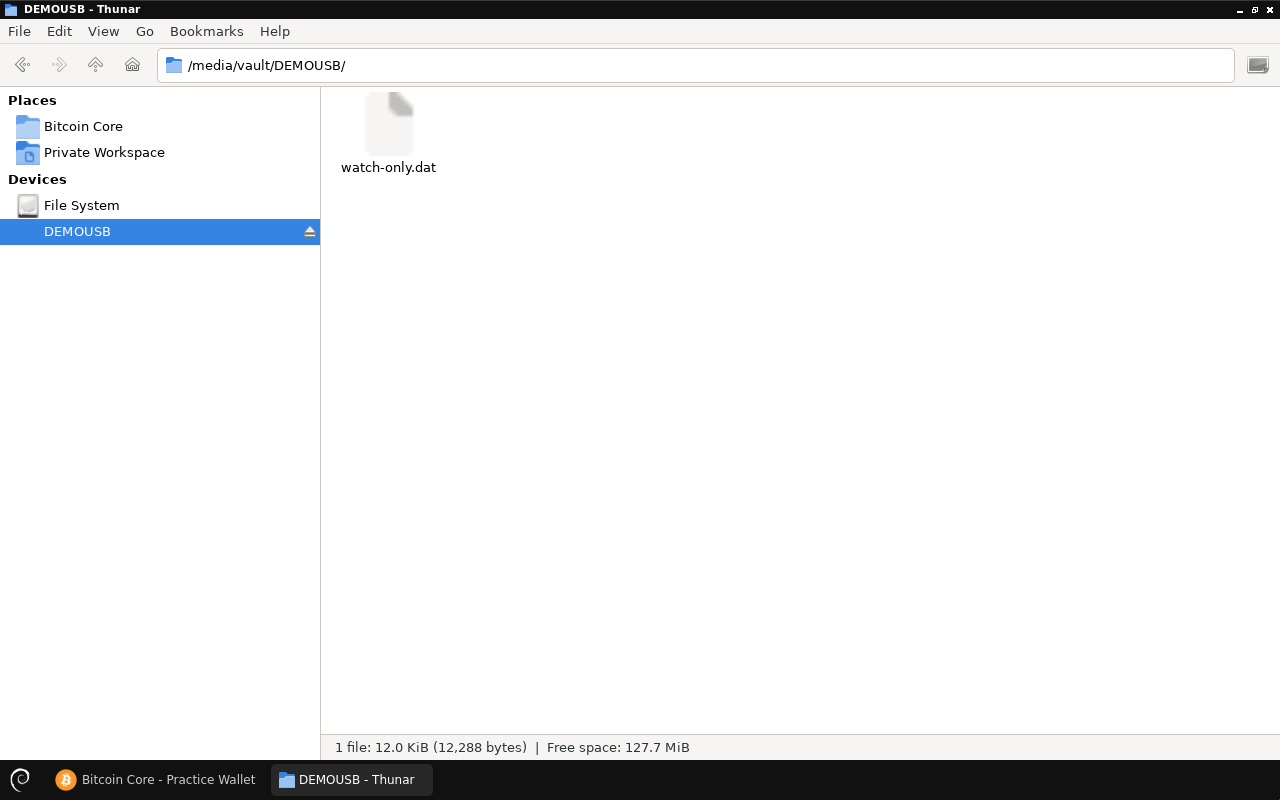 DEMOUSB - Thunar
File Edit View Go Bookmarks Help
/media/vault/DEMOUSB/
Places
Bitcoin Core
Private Workspace
Devices
File System
DEMOUSB
watch-only.dat
1 file: 12.0 KiB (12,288 bytes) | Free space: 127.7 MiB
Bitcoin Core - Practice Wallet
DEMOUSB - Thunar